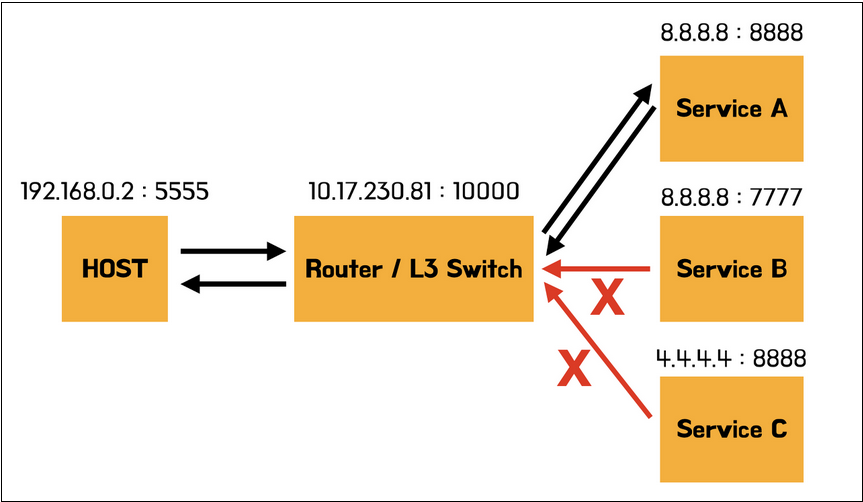 8.8.8.8 : 8888
Service A
192.168.0.2 : 5555
10.17.230.81 : 10000
8.8.8.8 : 7777
HOST
Router / L3 Switch
Service B
X
X
4.4.4.4 : 8888
Service C